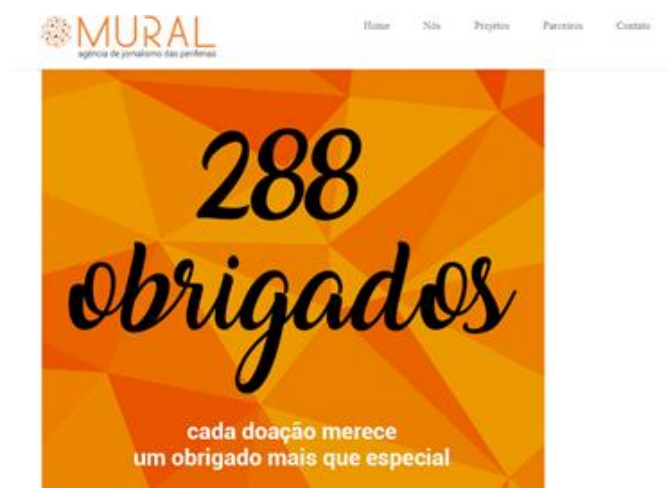 MURAL
agência de jornalismo das periferias
Home Nós Projetos Parceiros Contato
288
obrigados
cada doação merece
um obrigado mais que especial